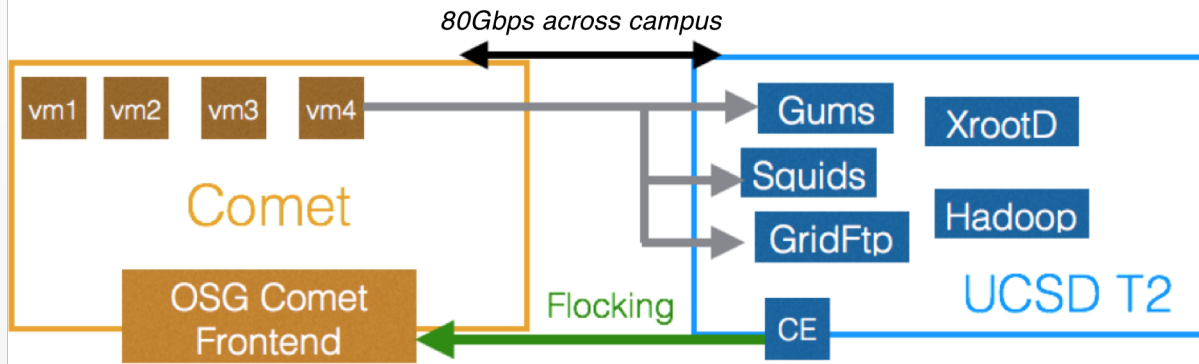 80Gbps across campus
vm1 vm2 vm3 vm4
Gums
XrootD
Squids
Comet
Hadoop
GridFtp
OSG Comet
Frontend
Flocking
CE
UCSD T2